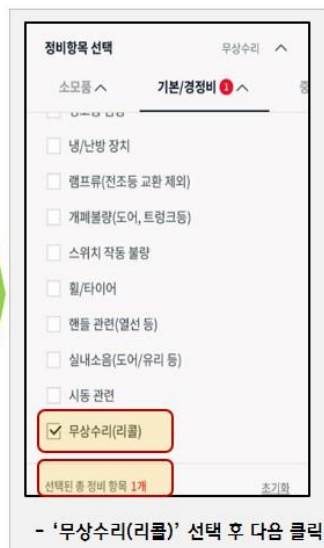 정비항목 선택 무상수리
소모품 기본/경정비 1 중
냉/난방 장치
램프류(전조등 교환 제외)
개폐불량(도어, 트렁크등)
스위치 작동 불량
휠/타이어
핸들 관련(열선 등)
실내소음(도어/유리 등)
시동 관련
무상수리(리콜)
선택된 총 정비 항목 1개 초기화
- ‘무상수리(리콜)’ 선택 후 다음 클릭